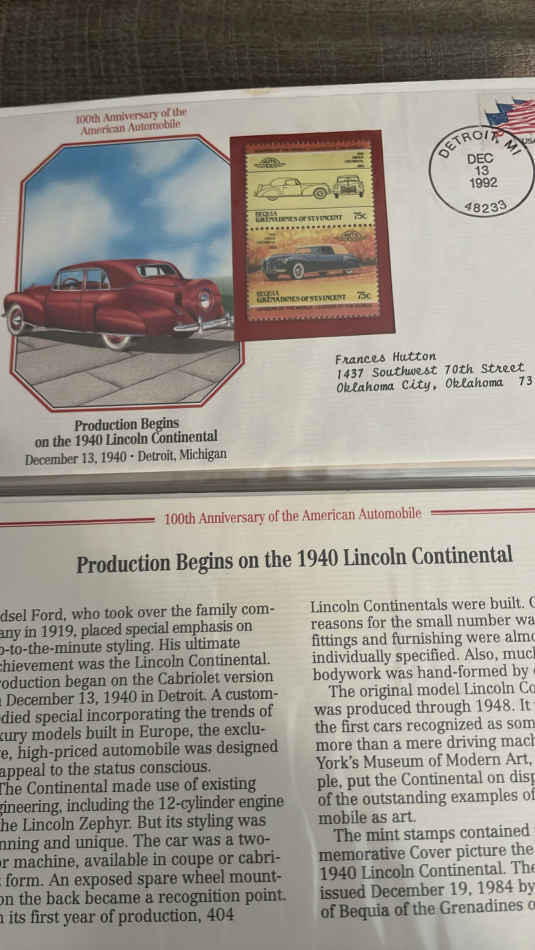 100th Anniversary of the
American Automobile
BEQUIA
GRENADINES OF ST.VINCENT 75c
BEQUIA
GRENADINES OF ST.VINCENT 75c
LEADERS OF THE WORLD LEADERS OF THE WORLD
USA
DETROIT, MI
DEC
13
1992
48233
Frances Hutton
1437 Southwest 70th Street
Oklahoma City, Oklahoma 73
Production Begins
on the 1940 Lincoln Continental
December 13, 1940 • Detroit, Michigan
100th Anniversary of the American Automobile
Production Begins on the 1940 Lincoln Continental
dsel Ford, who took over the family com-
any in 1919, placed special emphasis on
p-to-the-minute styling. His ultimate
chievement was the Lincoln Continental.
roduction began on the Cabriolet version
n December 13, 1940 in Detroit. A custom-
died special incorporating the trends of
xury models built in Europe, the exclu-
ve, high-priced automobile was designed
appeal to the status conscious.
The Continental made use of existing
gineering, including the 12-cylinder engine
the Lincoln Zephyr. But its styling was
nning and unique. The car was a two-
or machine, available in coupe or cabri-
t form. An exposed spare wheel mount-
on the back became a recognition point.
n its first year of production, 404
Lincoln Continentals were built.
reasons for the small number wa
fittings and furnishing were almo
individually specified. Also, much
bodywork was hand-formed by
The original model Lincoln Co
was produced through 1948. It
the first cars recognized as som
more than a mere driving mach
York's Museum of Modern Art,
ple, put the Continental on disp
of the outstanding examples of
mobile as art.
The mint stamps contained
memorative Cover picture the
1940 Lincoln Continental. The
issued December 19, 1984 by
of Bequia of the Grenadines o